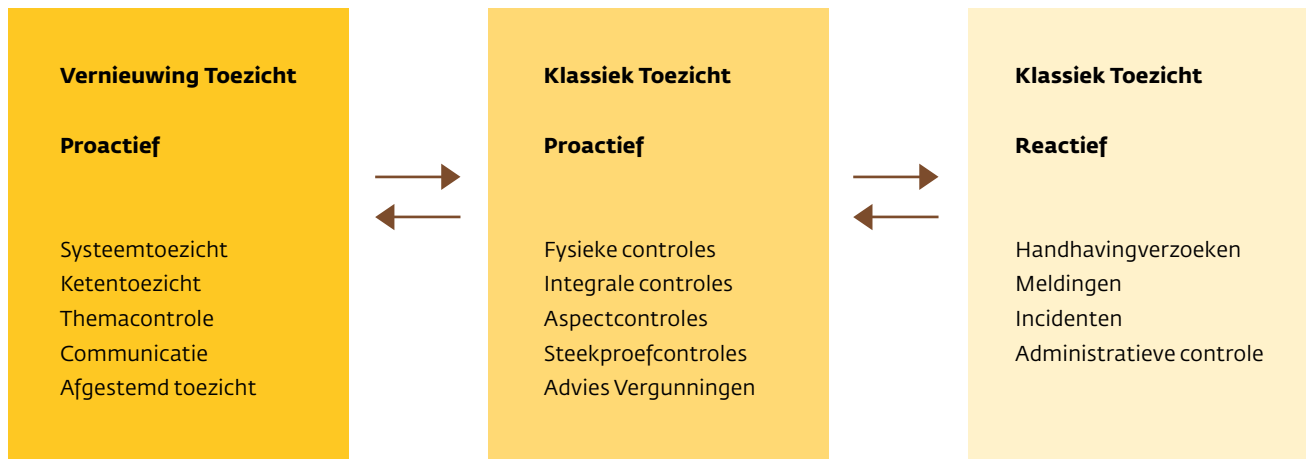 Vernieuwing Toezicht
Proactief
Systeemtoezicht
Ketentoezicht
Themacontrole
Communicatie
Afgestemd toezicht
Klassiek Toezicht
Proactief
Fysieke controles
Integrale controles
Aspectcontroles
Steekproefcontroles
Advies Vergunningen
Klassiek Toezicht
Reactief
Handhavingverzoeken
Meldingen
Incidenten
Administratieve controle